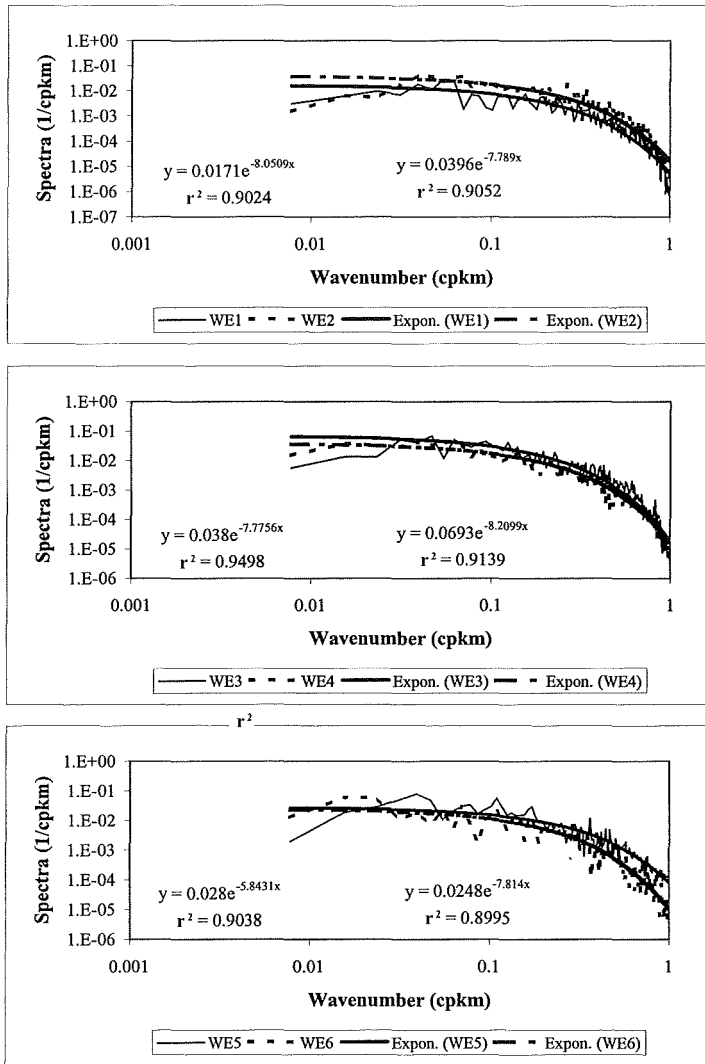 1.E+00
1.E-01
1.E-02
1.E-03
1.E-04
1.E-05
1.E-06
1.E-07
Spectra (1/cpkm)
y = 0.0171e^-8.0509x
r² = 0.9024
y = 0.0396e^-7.789x
r² = 0.9052
0.001 0.01 0.1 1
Wavenumber (cpkm)
WE1 WE2 Expon. (WE1) Expon. (WE2)
1.E+00
1.E-01
1.E-02
1.E-03
1.E-04
1.E-05
1.E-06
Spectra (1/cpkm)
y = 0.038e^-7.7756x
r² = 0.9498
y = 0.0693e^-8.2099x
r² = 0.9139
0.001 0.01 0.1 1
Wavenumber (cpkm)
WE3 WE4 Expon. (WE3) Expon. (WE4)
r²
1.E+00
1.E-01
1.E-02
1.E-03
1.E-04
1.E-05
1.E-06
Spectra (1/cpkm)
y = 0.028e^-5.8431x
r² = 0.9038
y = 0.0248e^-7.814x
r² = 0.8995
0.001 0.01 0.1 1
Wavenumber (cpkm)
WE5 WE6 Expon. (WE5) Expon. (WE6)